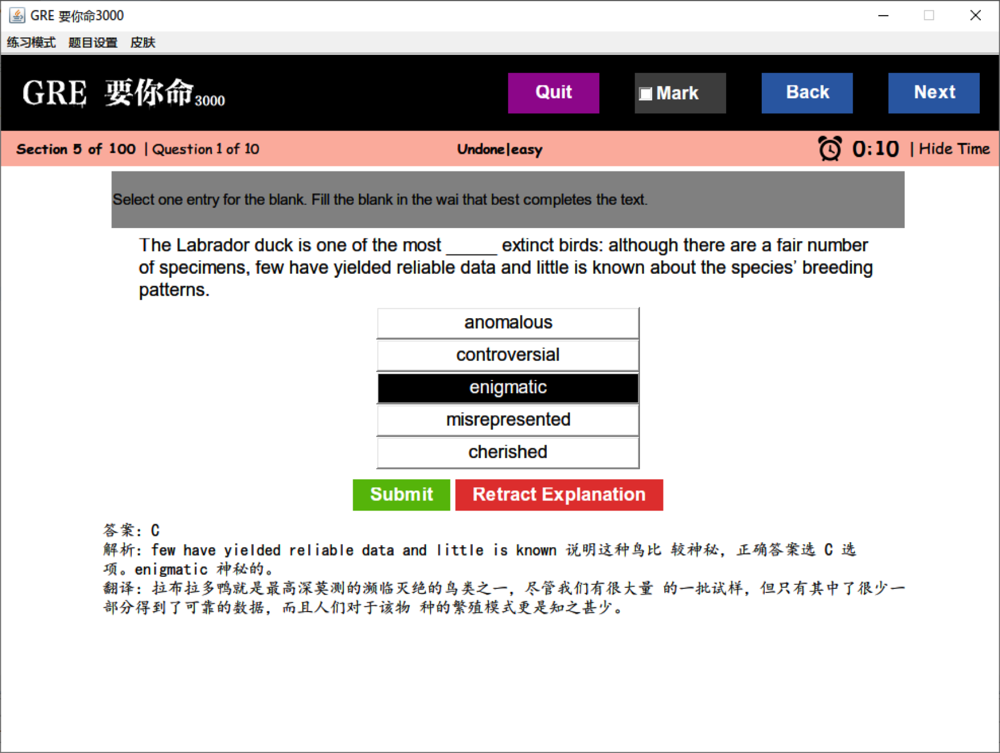 GRE 要你命3000
练习模式 题目设置 皮肤
GRE 要你命3000
Quit
Mark
Back
Next
Section 5 of 100 | Question 1 of 10
Undone|easy
0:10 | Hide Time
Select one entry for the blank. Fill the blank in the wai that best completes the text.
The Labrador duck is one of the most _____ extinct birds: although there are a fair number
of specimens, few have yielded reliable data and little is known about the species’ breeding
patterns.
anomalous
controversial
enigmatic
misrepresented
cherished
Submit
Retract Explanation
答案：C
解析：few have yielded reliable data and little is known 说明这种鸟比 较神秘，正确答案选 C 选
项。enigmatic 神秘的。
翻译：拉布拉多鸭就是最高深莫测的濒临灭绝的鸟类之一，尽管我们有很大量 的一批试样，但只有其中了很少一
部分得到了可靠的数据，而且人们对于该物 种的繁殖模式更是知之甚少。